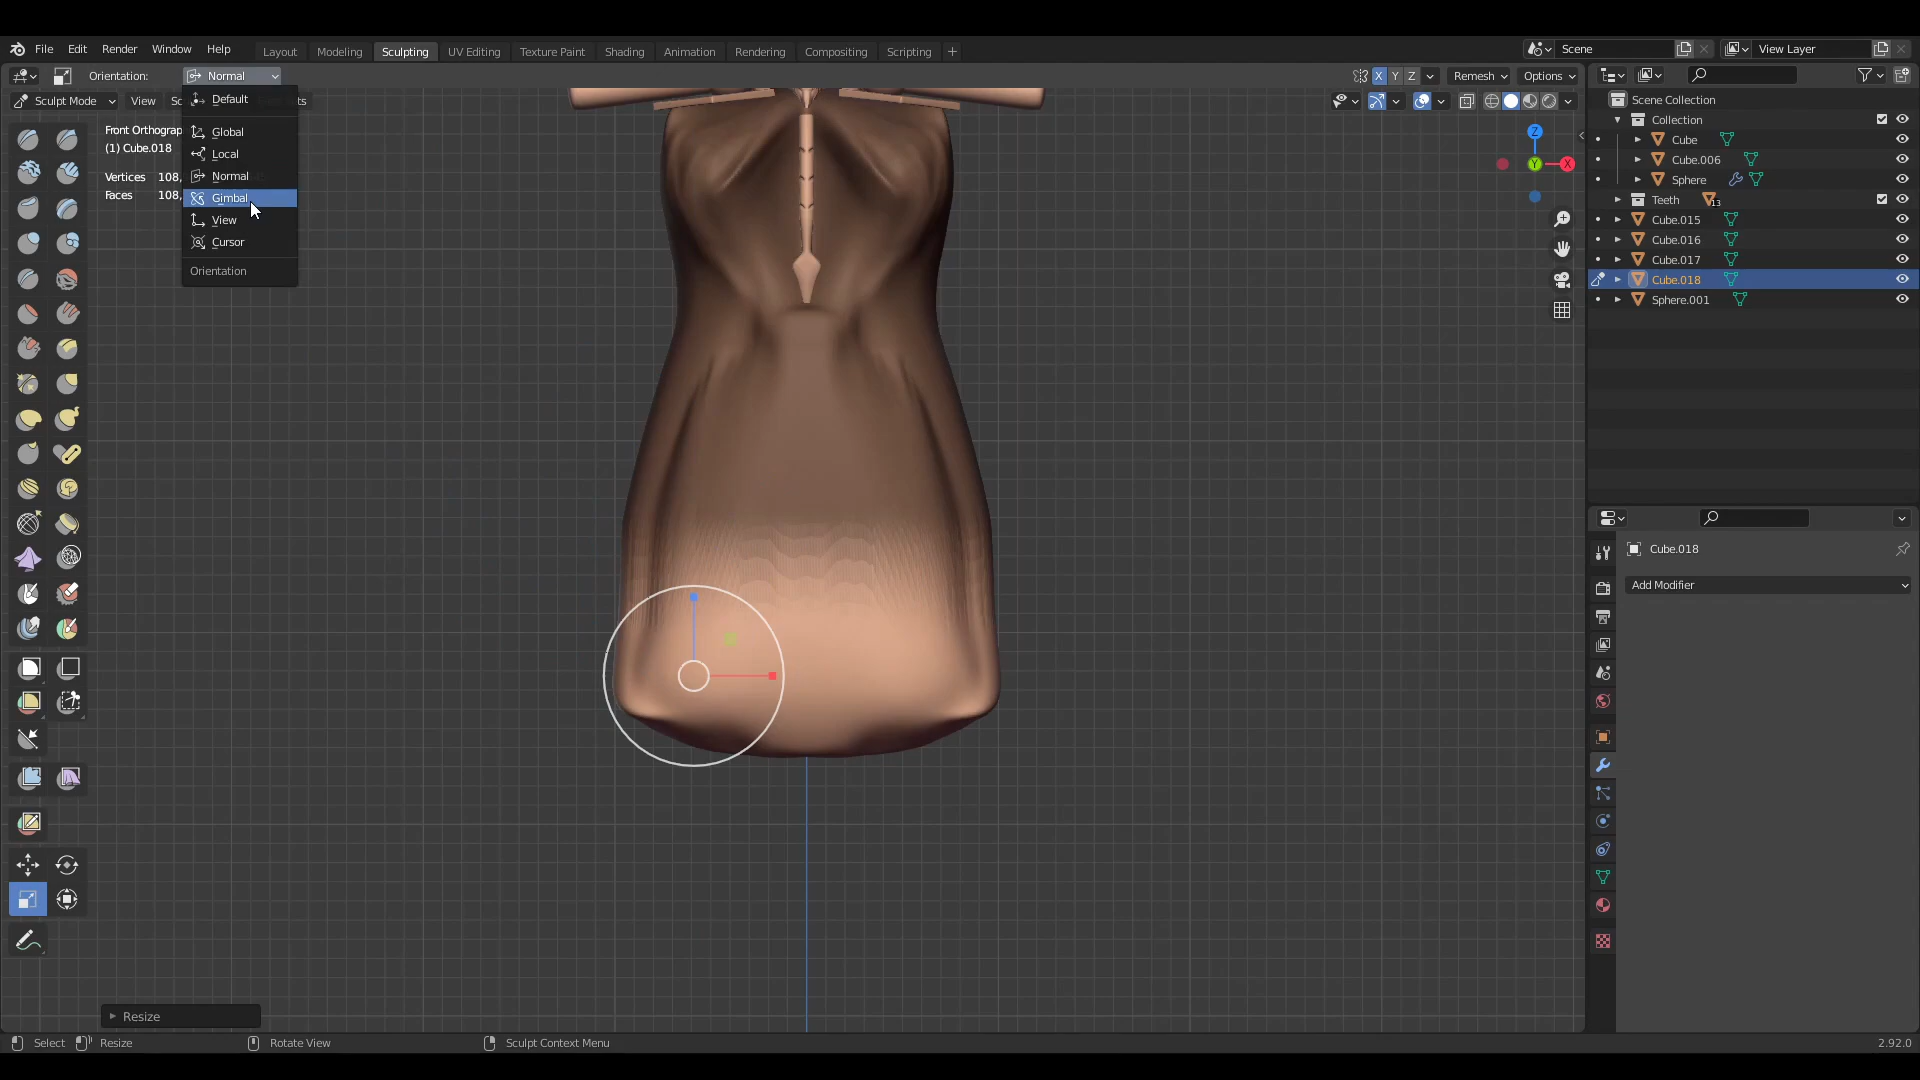 File Edit Render Window Help
Layout Modeling Sculpting UV Editing Texture Paint Shading Animation Rendering Compositing Scripting +
Scene
View Layer
Orientation: Normal
X Y Z Remesh Options
Sculpt Mode View
Default
Global
Local
Normal
Gimbal
View
Cursor
Orientation
Front Orthograp
(1) Cube.018
Vertices 108,
Faces 108,
Z
Y
X
Scene Collection
Collection
Cube
Cube.006
Sphere
Teeth 13
Cube.015
Cube.016
Cube.017
Cube.018
Sphere.001
Cube.018
Add Modifier
Resize
Select Resize Rotate View Sculpt Context Menu 2.92.0